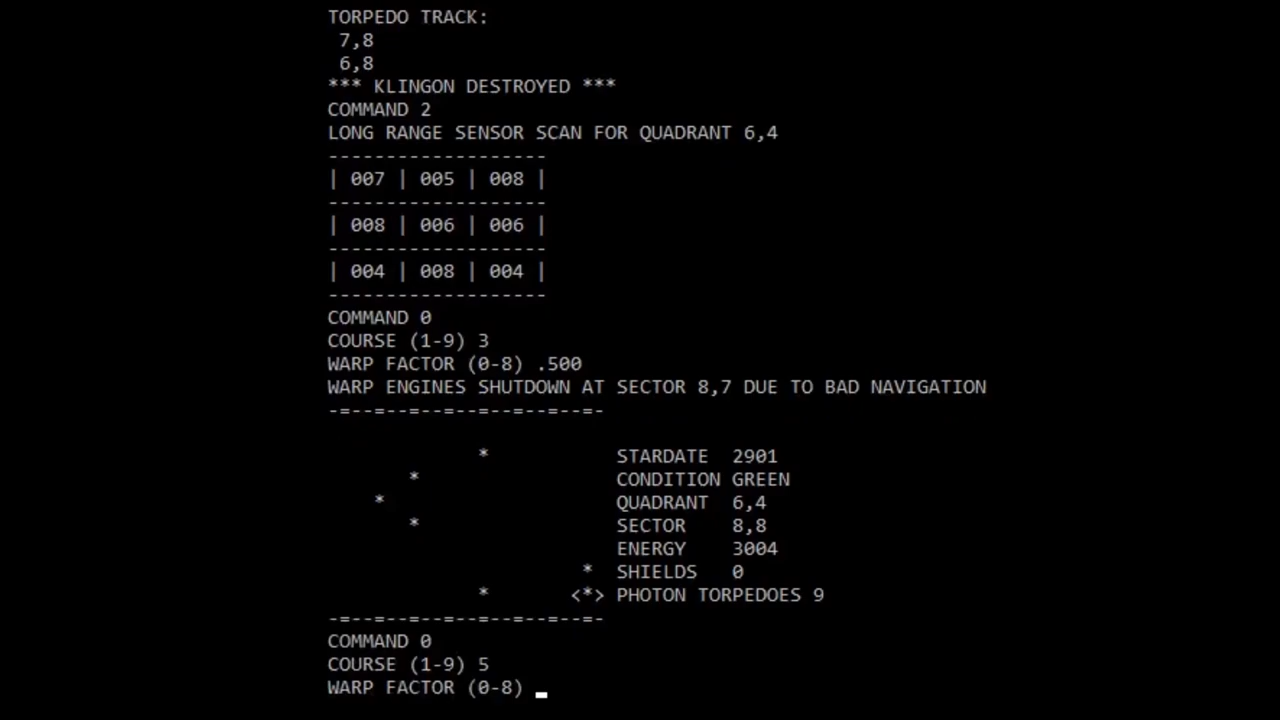 TORPEDO TRACK:
7,8
6,8
*** KLINGON DESTROYED ***
COMMAND 2
LONG RANGE SENSOR SCAN FOR QUADRANT 6,4
-------------------
| 007 | 005 | 008 |
-------------------
| 008 | 006 | 006 |
-------------------
| 004 | 008 | 004 |
-------------------
COMMAND 0
COURSE (1-9) 3
WARP FACTOR (0-8) .500
WARP ENGINES SHUTDOWN AT SECTOR 8,7 DUE TO BAD NAVIGATION
-=--=--=--=--=--=--=--=-
* STARDATE 2901
* CONDITION GREEN
* QUADRANT 6,4
* SECTOR 8,8
ENERGY 3004
* SHIELDS 0
* <*> PHOTON TORPEDOES 9
-=--=--=--=--=--=--=--=-
COMMAND 0
COURSE (1-9) 5
WARP FACTOR (0-8)